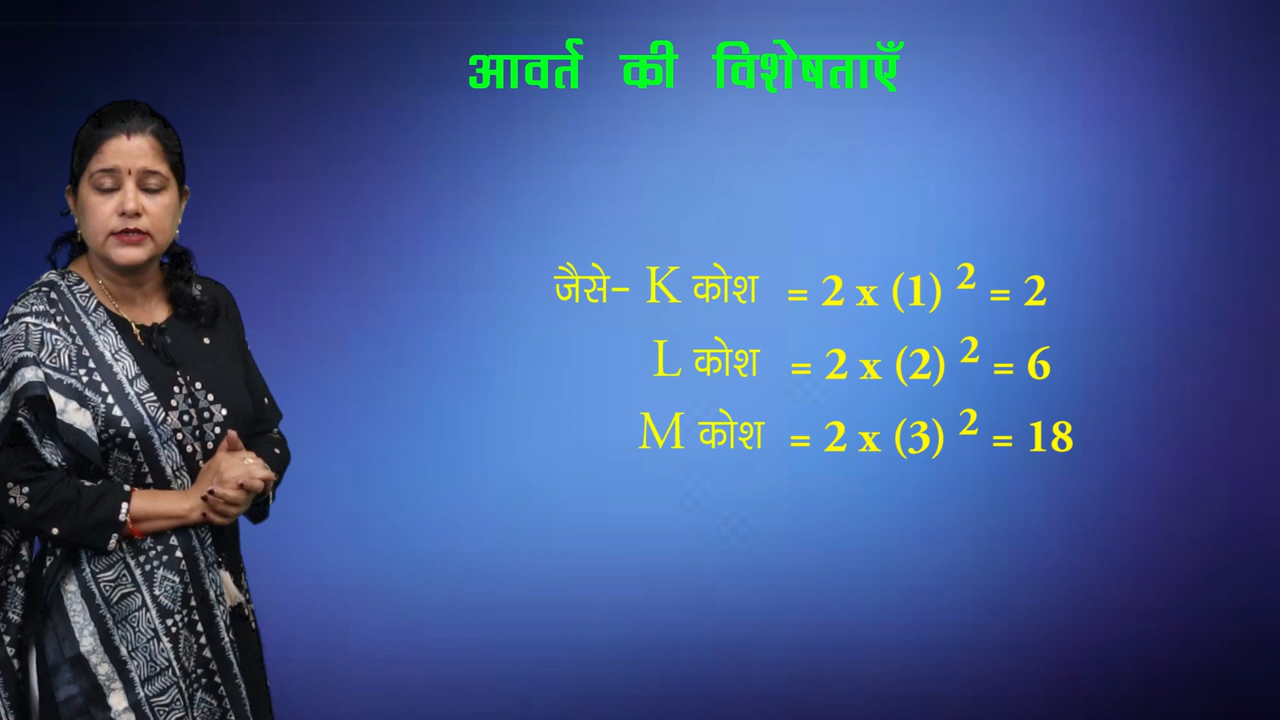 आवर्त की विशेषताएँ
जैसे- K कोश = 2 x (1) ² = 2
L कोश = 2 x (2) ² = 6
M कोश = 2 x (3) ² = 18